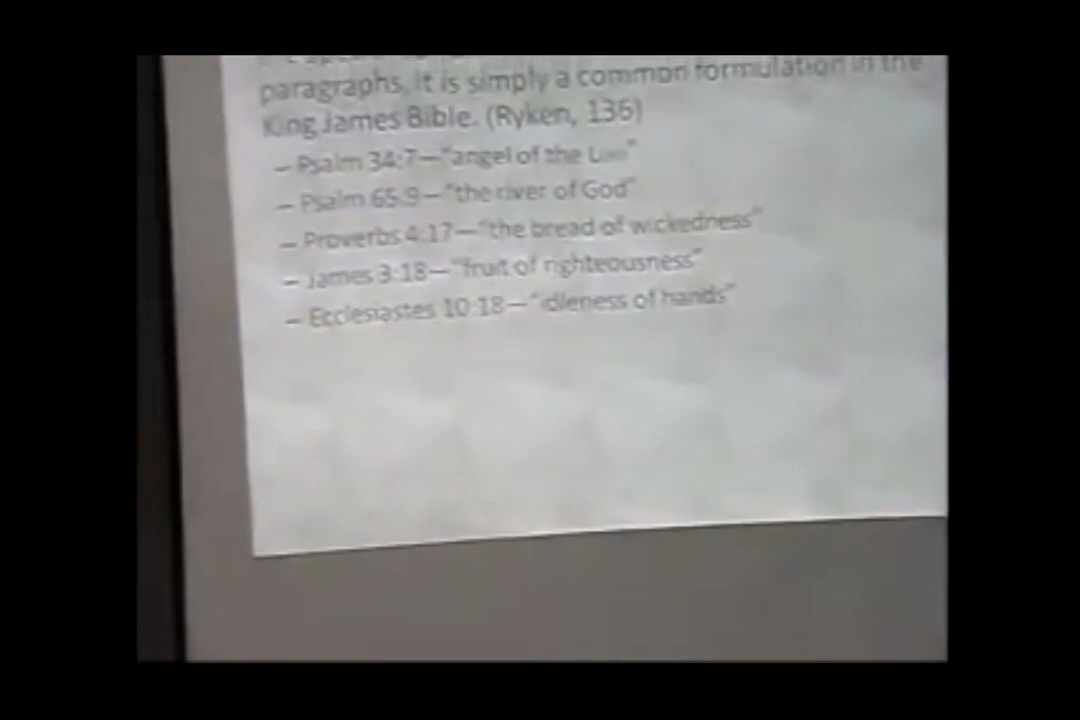 paragraphs, it is simply a common formulation in the
King James Bible. (Ryken, 136)
– Psalm 34:7—"angel of the Lord"
– Psalm 65:9—"the river of God"
– Proverbs 4:17—"the bread of wickedness"
– James 3:18—"fruit of righteousness"
– Ecclesiastes 10:18—"idleness of hands"